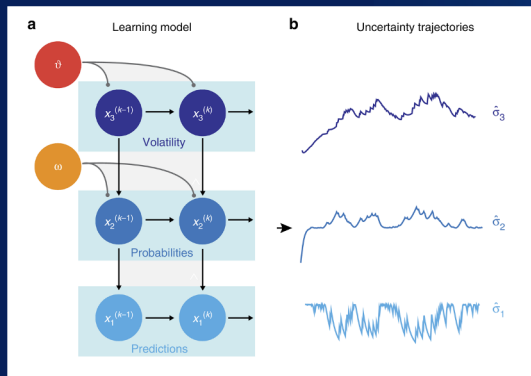 a Learning model
ϑ
x₃⁽ᵏ⁻¹⁾ x₃⁽ᵏ⁾
Volatility
ω
x₂⁽ᵏ⁻¹⁾ x₂⁽ᵏ⁾
Probabilities
x₁⁽ᵏ⁻¹⁾ x₁⁽ᵏ⁾
Predictions
b Uncertainty trajectories
σ̂₃
σ̂₂
σ̂₁